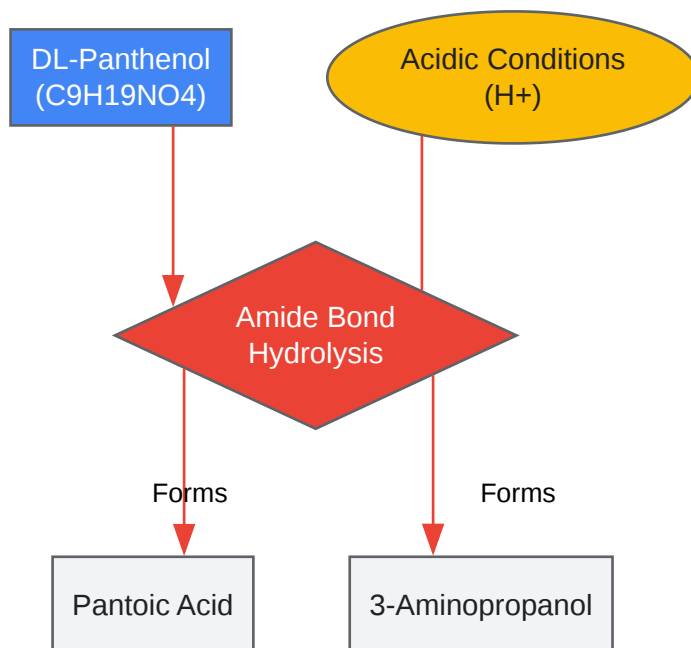 DL-Panthenol
(C9H19NO4)
Acidic Conditions
(H+)
Amide Bond
Hydrolysis
Forms
Forms
Pantoic Acid
3-Aminopropanol